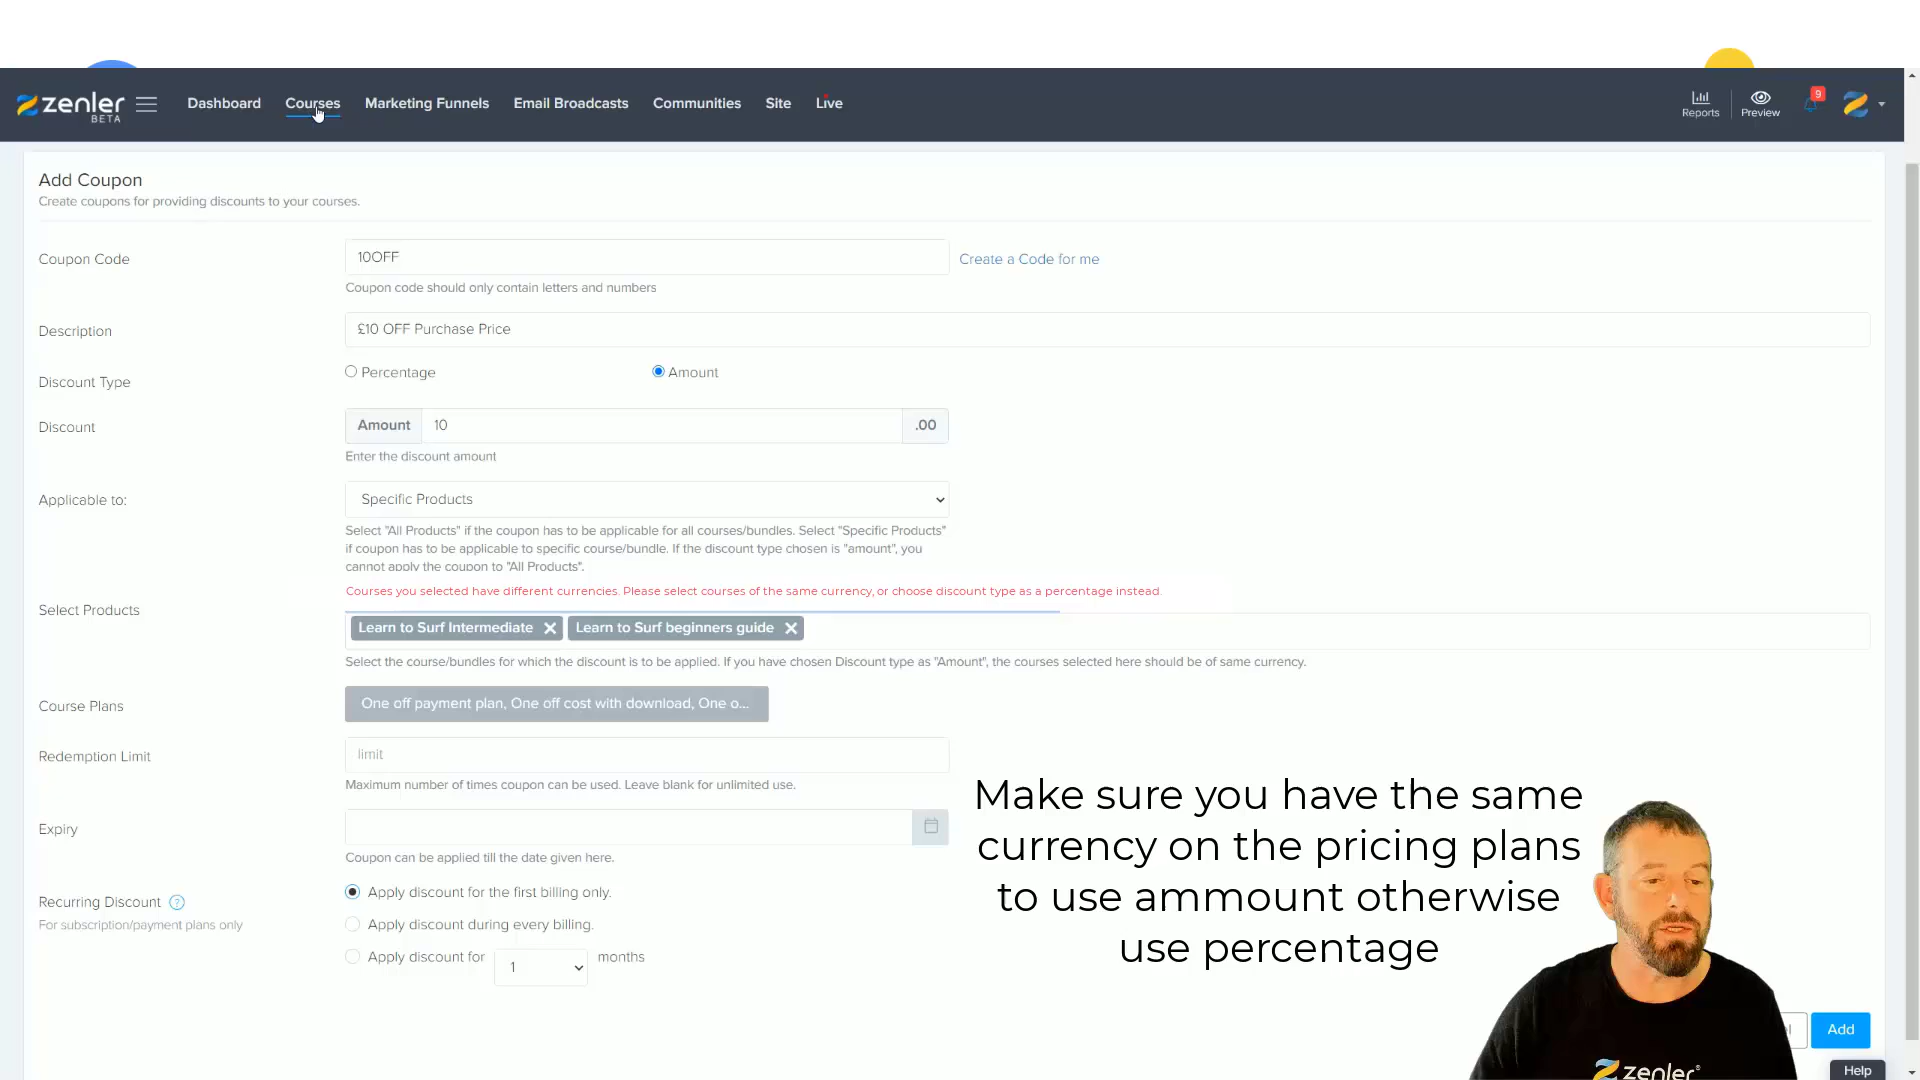 zenler
BETA
Dashboard
Courses
Marketing Funnels
Email Broadcasts
Communities
Site
Live
Reports
Preview
9
Add Coupon
Create coupons for providing discounts to your courses.
Coupon Code
10OFF
Create a Code for me
Coupon code should only contain letters and numbers
Description
£10 OFF Purchase Price
Discount Type
Percentage
Amount
Discount
Amount
10
.00
Enter the discount amount
Applicable to:
Specific Products
Select "All Products" if the coupon has to be applicable for all courses/bundles. Select "Specific Products"
if coupon has to be applicable to specific course/bundle. If the discount type chosen is "amount", you
cannot apply the coupon to "All Products".
Courses you selected have different currencies. Please select courses of the same currency, or choose discount type as a percentage instead.
Select Products
Learn to Surf Intermediate
Learn to Surf beginners guide
Select the course/bundles for which the discount is to be applied. If you have chosen Discount type as "Amount", the courses selected here should be of same currency.
Course Plans
One off payment plan, One off cost with download, One o...
Redemption Limit
limit
Maximum number of times coupon can be used. Leave blank for unlimited use.
Expiry
Coupon can be applied till the date given here.
Recurring Discount ?
For subscription/payment plans only
Apply discount for the first billing only.
Apply discount during every billing.
Apply discount for
1
months
Make sure you have the same
currency on the pricing plans
to use ammount otherwise
use percentage
Add
Help
zenler